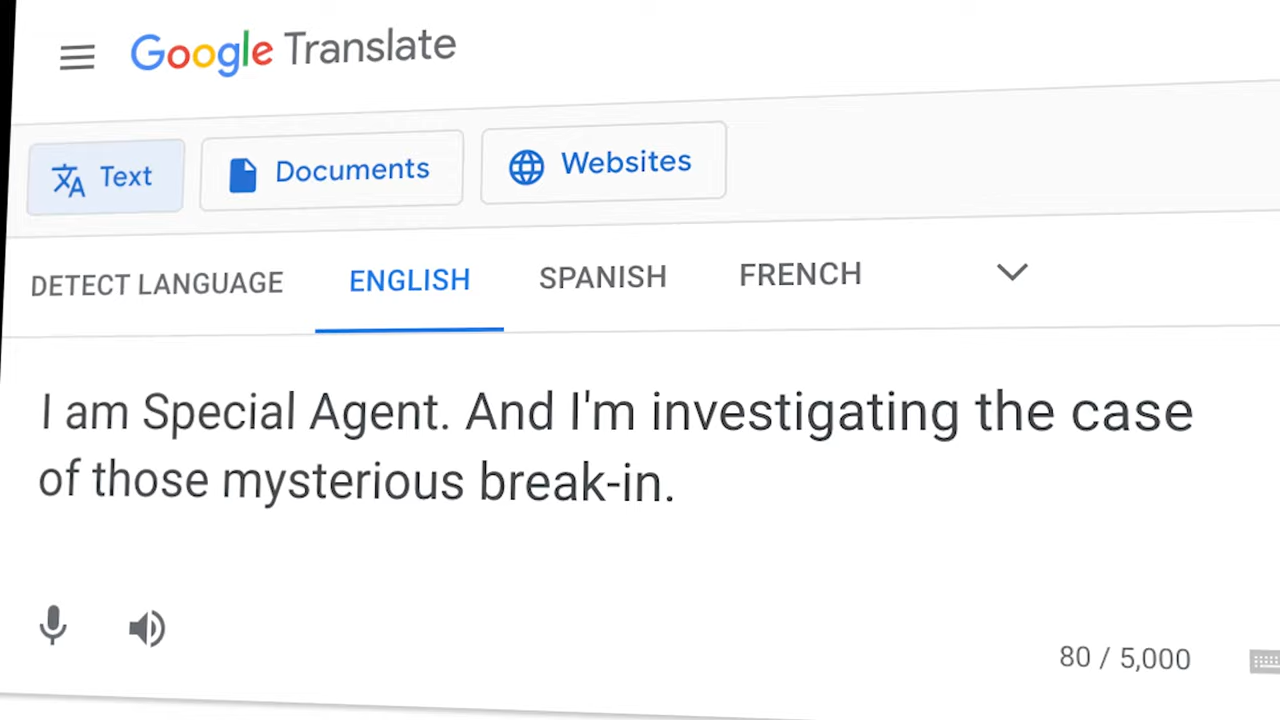 Google Translate
Text Documents Websites
DETECT LANGUAGE ENGLISH SPANISH FRENCH
I am Special Agent. And I'm investigating the case
of those mysterious break-in.
80 / 5,000